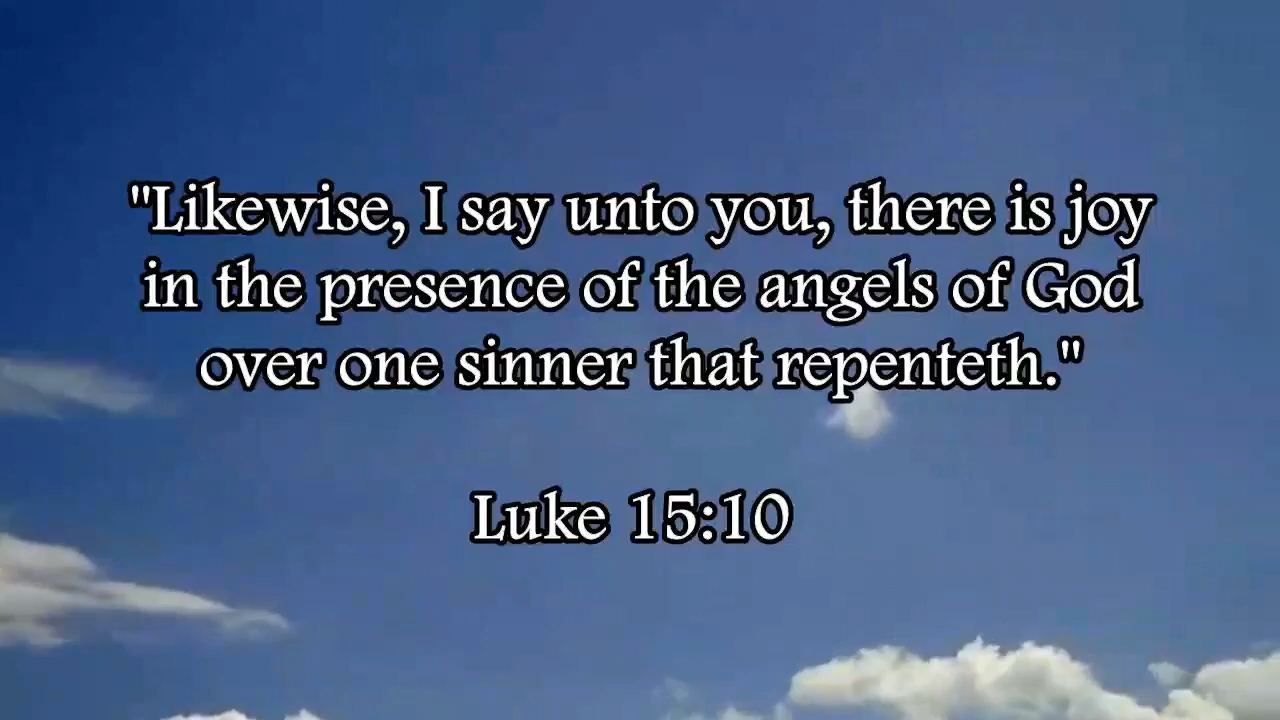 "Likewise, I say unto you, there is joy
in the presence of the angels of God
over one sinner that repenteth."
Luke 15:10